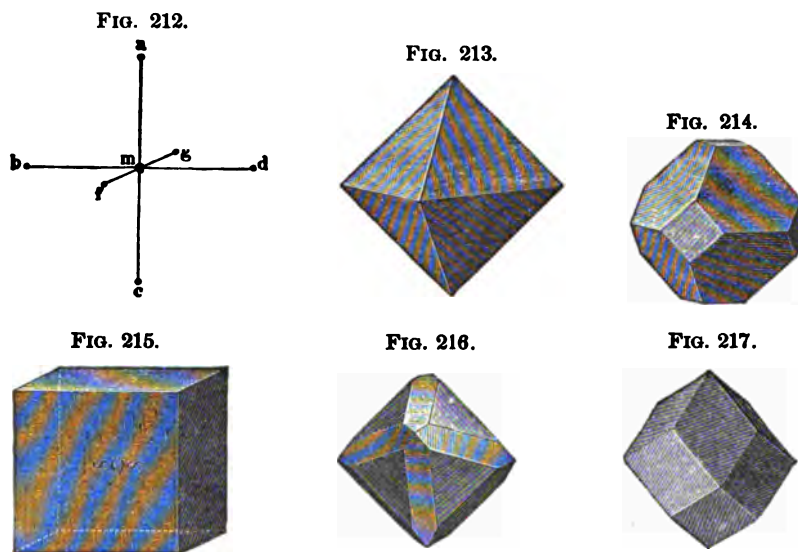 FIG. 212.
a
b
m
g
d
f
c
FIG. 213.
FIG. 214.
FIG. 215.
FIG. 216.
FIG. 217.